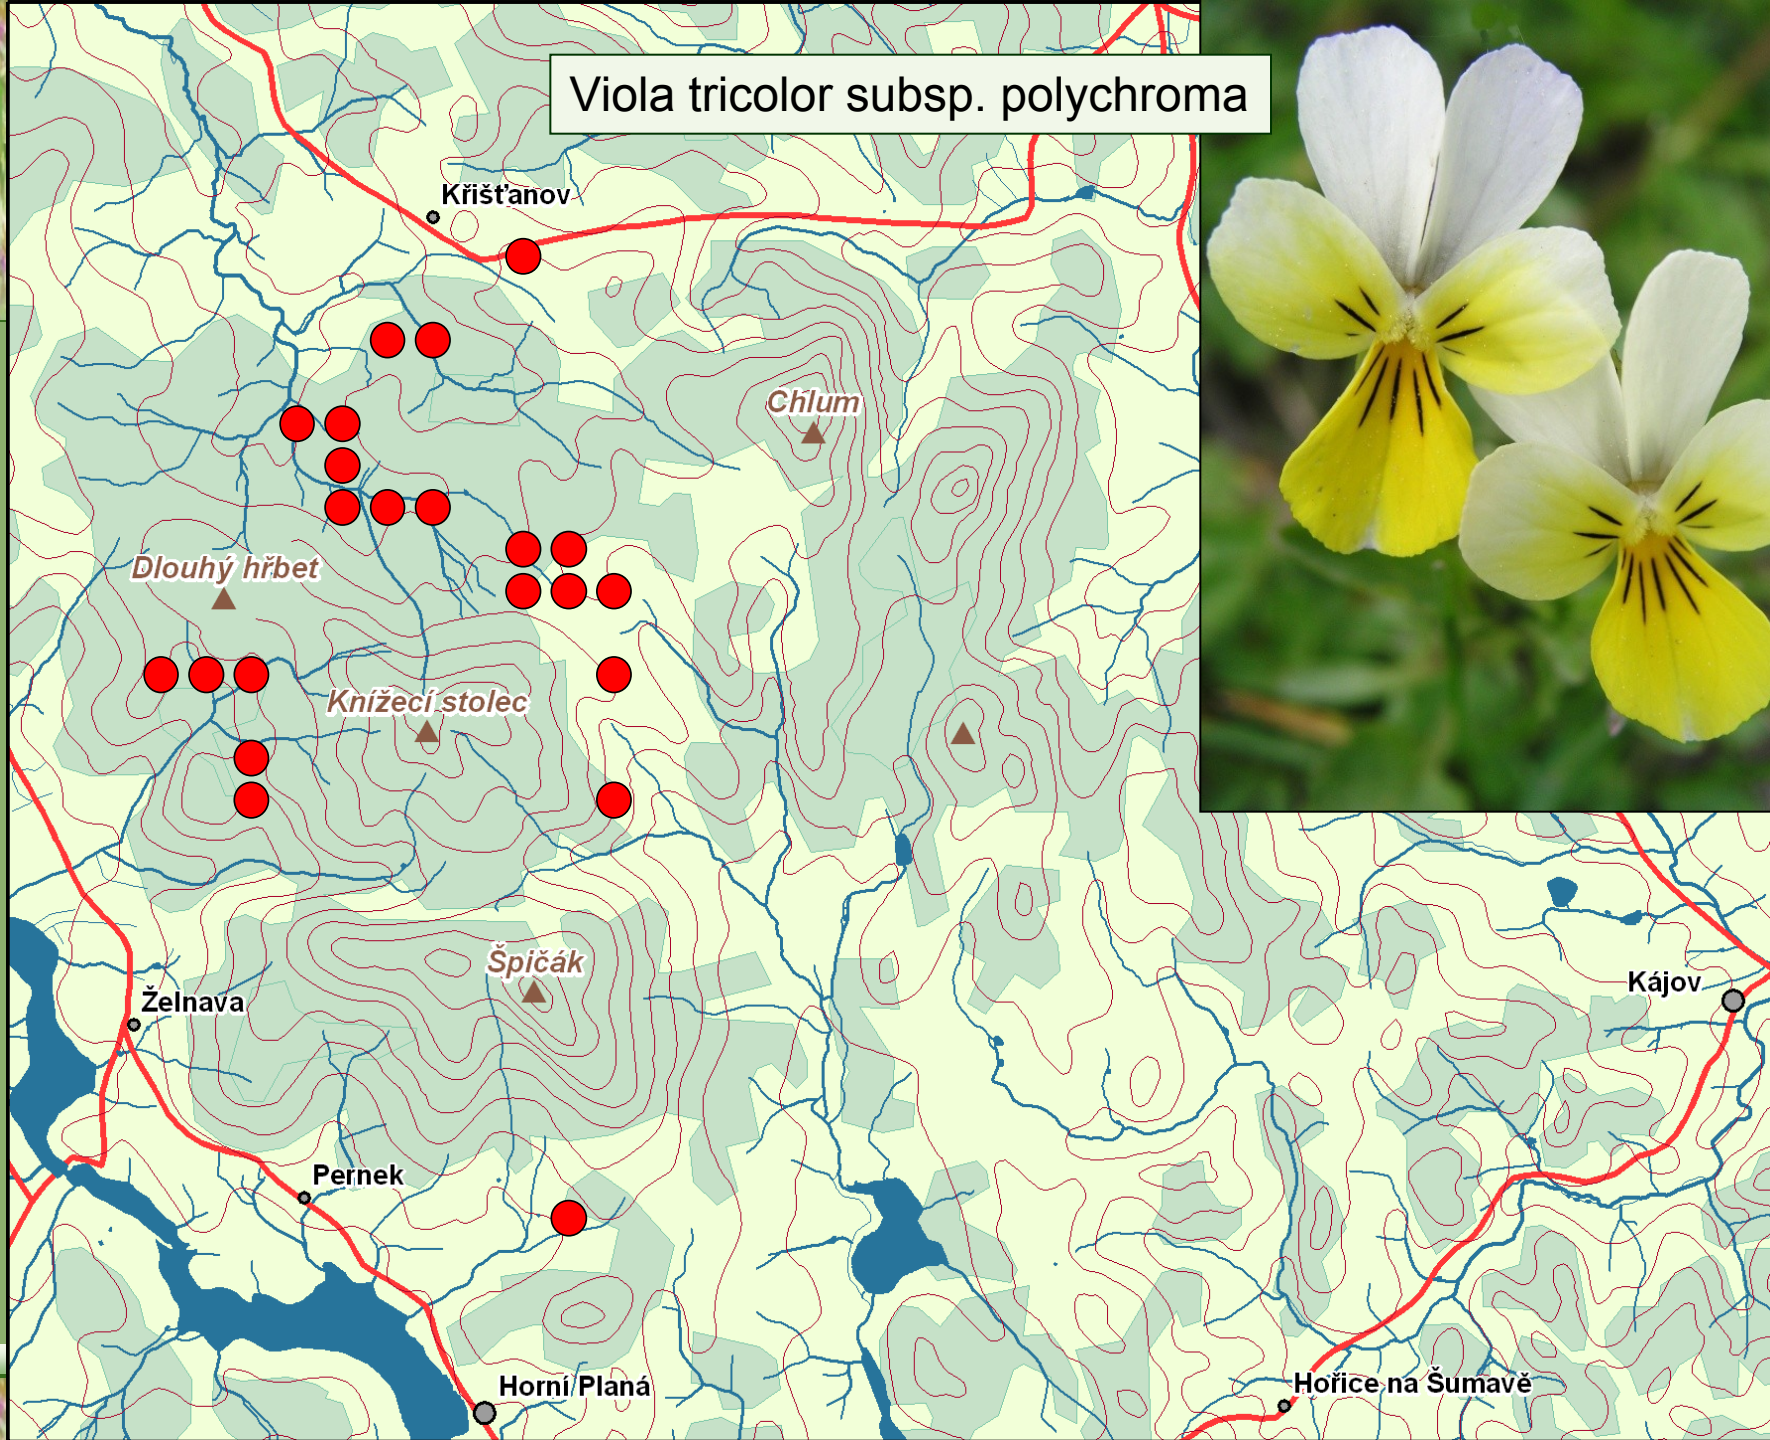 Viola tricolor subsp. polychroma
Křišťanov
Chlum
Dlouhý hřbet
Knížecí stolec
Špičák
Želnava
Kájov
Pernek
Horní Planá
Hořice na Šumavě